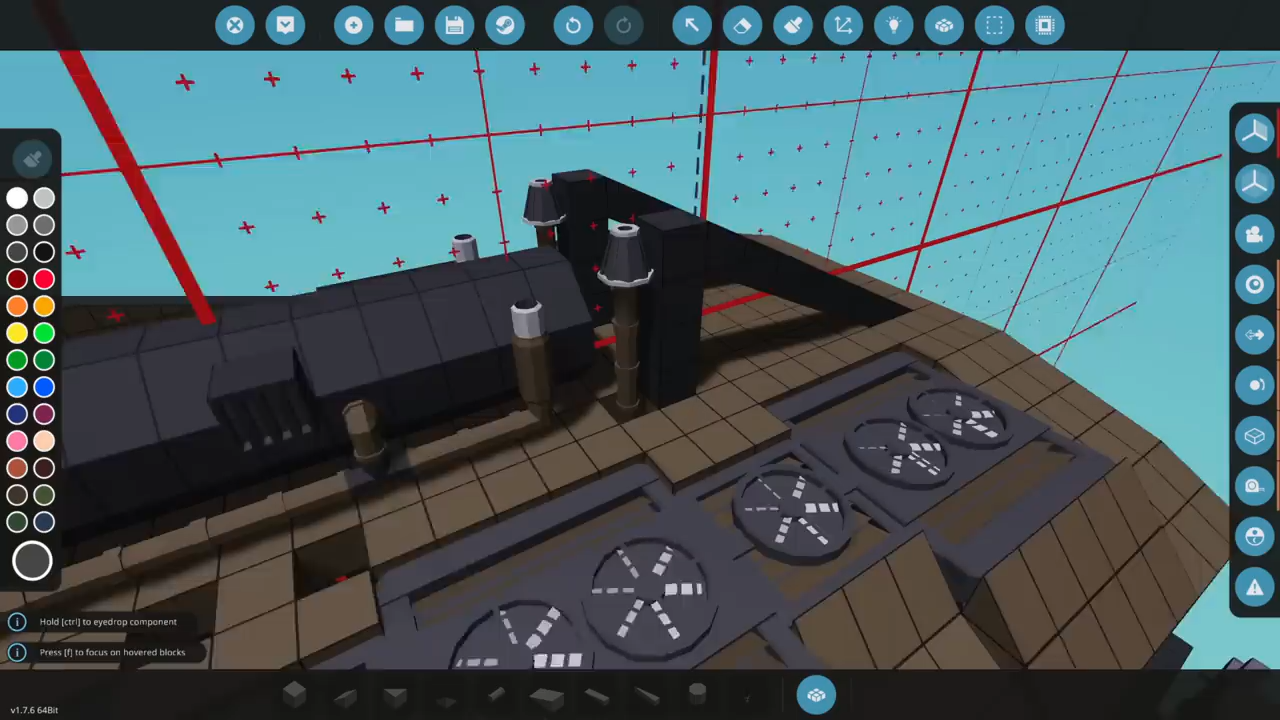 Hold [ctrl] to eyedrop component
Press [f] to focus on hovered blocks
v1.7.6 64Bit